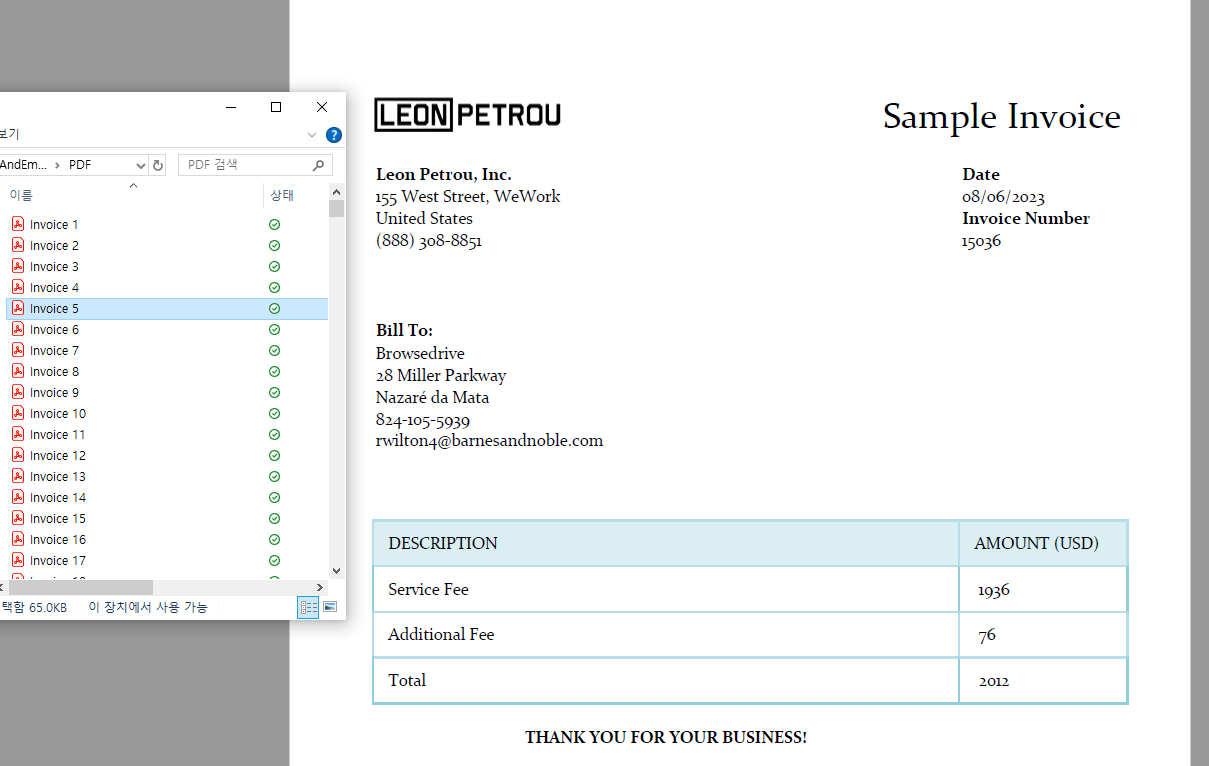 보기
AndEm... > PDF
PDF 검색
이름 상태
Invoice 1
Invoice 2
Invoice 3
Invoice 4
Invoice 5
Invoice 6
Invoice 7
Invoice 8
Invoice 9
Invoice 10
Invoice 11
Invoice 12
Invoice 13
Invoice 14
Invoice 15
Invoice 16
Invoice 17
택함 65.0KB 이 장치에서 사용 가능
LEON PETROU
Sample Invoice
Leon Petrou, Inc.
155 West Street, WeWork
United States
(888) 308-8851
Date
08/06/2023
Invoice Number
15036
Bill To:
Browsedrive
28 Miller Parkway
Nazaré da Mata
824-105-5939
rwilton4@barnesandnoble.com
DESCRIPTION AMOUNT (USD)
Service Fee 1936
Additional Fee 76
Total 2012
THANK YOU FOR YOUR BUSINESS!